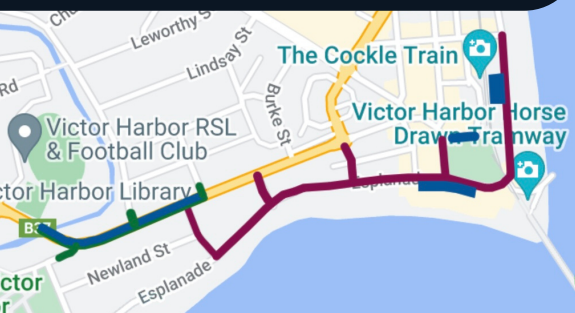 Leworthy S
Lindsay St
The Cockle Train
Rd
Burke St
Victor Harbor Horse
Drawn Tramway
Victor Harbor RSL
& Football Club
ctor Harbor Library
Esplanade
B37
Newland St
Esplanade
ctor
r